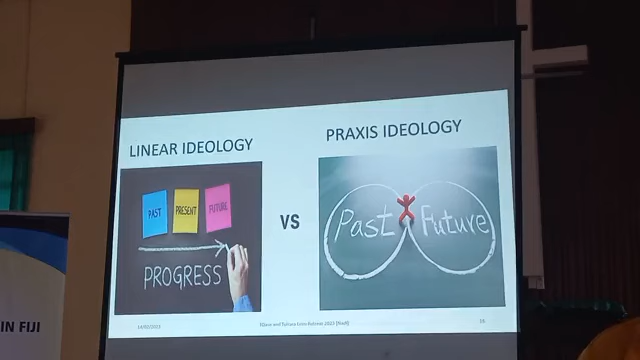 LINEAR IDEOLOGY
PRAXIS IDEOLOGY
PAST
PRESENT
FUTURE
PROGRESS
VS
Past
Future
IN FIJI